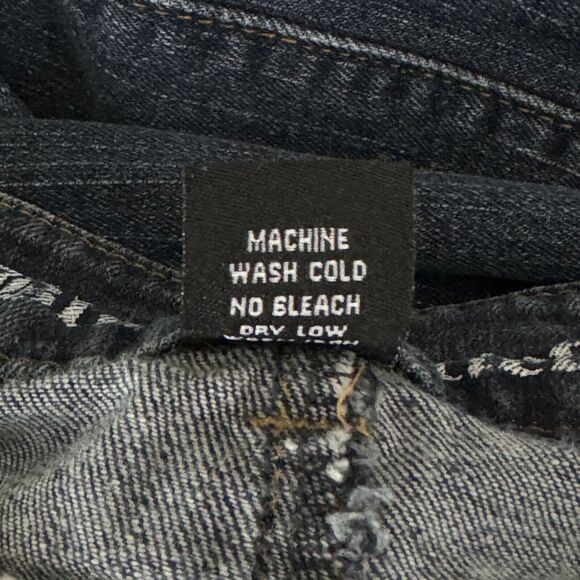 MACHINE
WASH COLD
NO BLEACH
DRY LOW